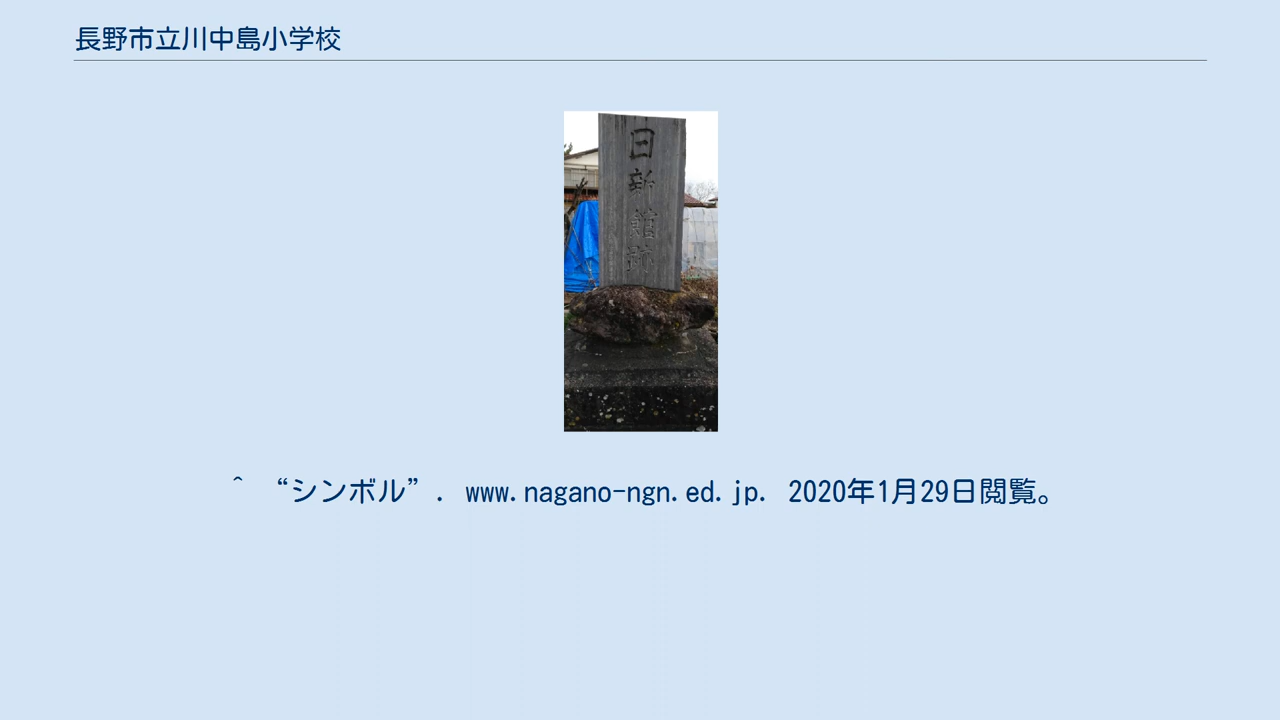 長野市立川中島小学校
日新館跡
^ “シンボル”. www.nagano-ngn.ed.jp. 2020年1月29日閲覧。